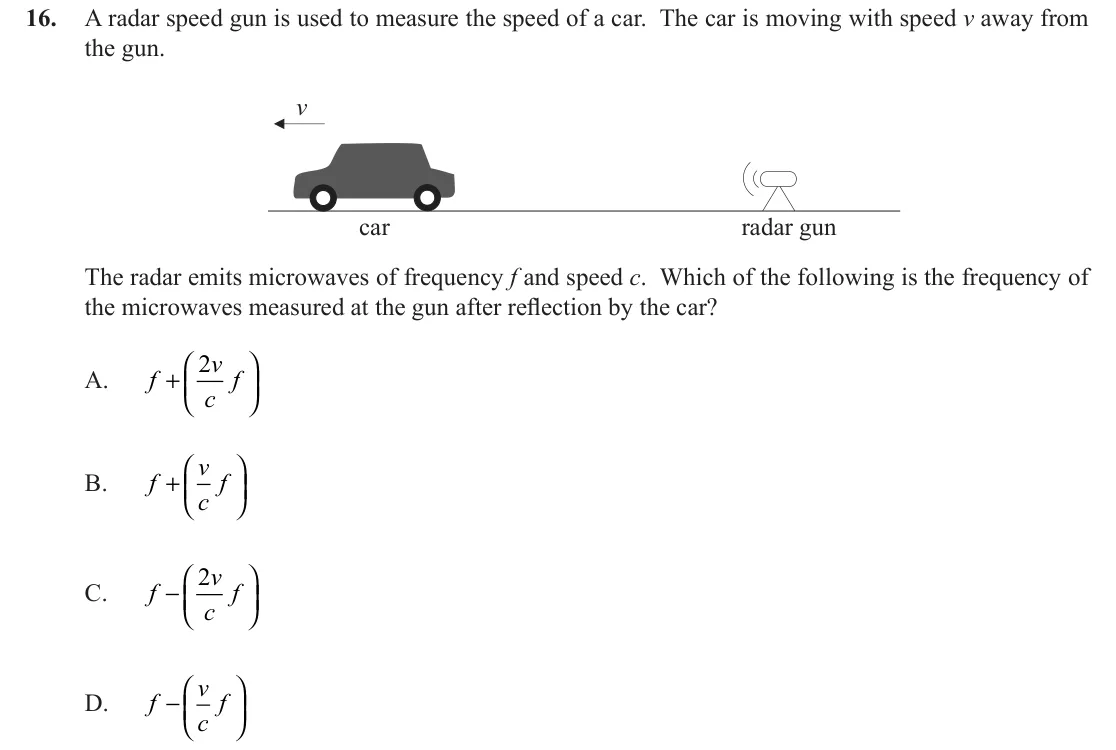 16. A radar speed gun is used to measure the speed of a car. The car is moving with speed v away from
the gun.
v
car
radar gun
The radar emits microwaves of frequency f and speed c. Which of the following is the frequency of
the microwaves measured at the gun after reflection by the car?
A. f + (2v/c f)
B. f + (v/c f)
C. f − (2v/c f)
D. f − (v/c f)